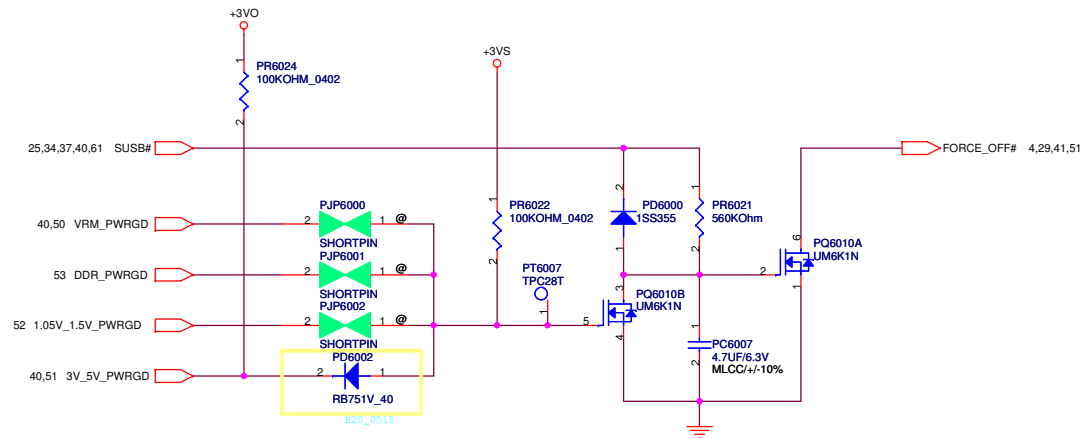 +3VO
1
PR6024
100KOHM_0402
2
+3VS
25,34,37,40,61 SUSB#
FORCE_OFF# 4,29,41,51
2
PD6000
1SS355
1
1
PR6021
560KOhm
2
1
PR6022
100KOHM_0402
2
40,50 VRM_PWRGD
2
PJP6000
1
@
SHORTPIN
53 DDR_PWRGD
2
PJP6001
1
@
SHORTPIN
52 1.05V_1.5V_PWRGD
2
PJP6002
1
@
SHORTPIN
40,51 3V_5V_PWRGD
2
PD6002
1
RB751V_40
R20_0515
PT6007
TPC28T
1
5
3
PQ6010B
UM6K1N
4
6
PQ6010A
UM6K1N
2
1
1
PC6007
4.7UF/6.3V
MLCC/+/-10%
2